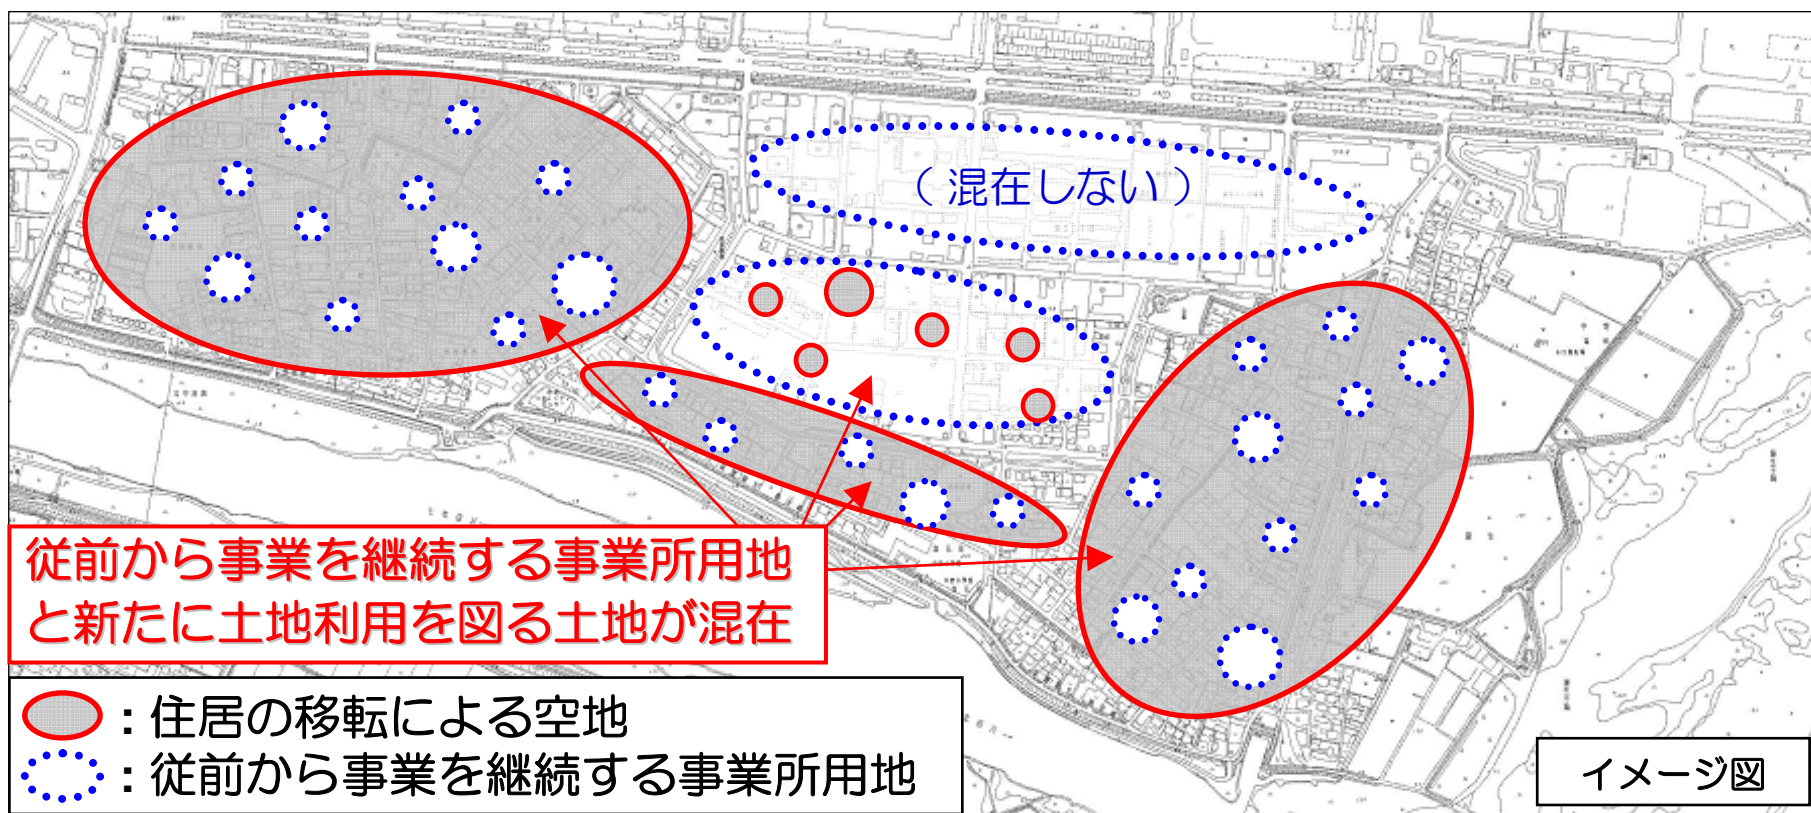 （混在しない）
従前から事業を継続する事業所用地
と新たに土地利用を図る土地が混在
：住居の移転による空地
：従前から事業を継続する事業所用地
イメージ図